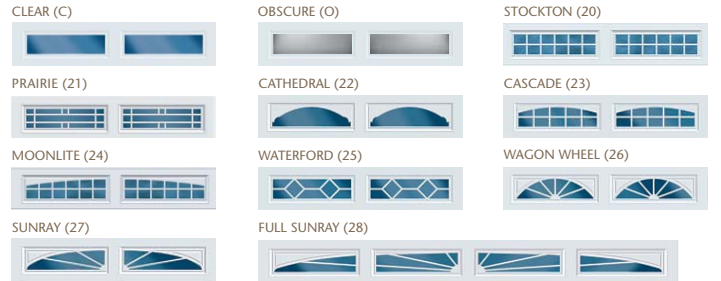 CLEAR (C)
OBSCURE (O)
STOCKTON (20)
PRAIRIE (21)
CATHEDRAL (22)
CASCADE (23)
MOONLITE (24)
WATERFORD (25)
WAGON WHEEL (26)
SUNRAY (27)
FULL SUNRAY (28)